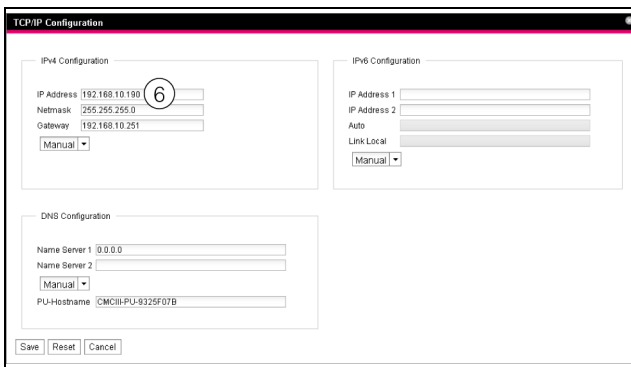 TCP/IP Configuration
IPv4 Configuration
IP Address 192.168.10.190
6
Netmask 255.255.255.0
Gateway 192.168.10.251
Manual
IPv6 Configuration
IP Address 1
IP Address 2
Auto
Link Local
Manual
DNS Configuration
Name Server 1 0.0.0.0
Name Server 2
Manual
PU-Hostname CMCIII-PU-9325F07B
Save Reset Cancel